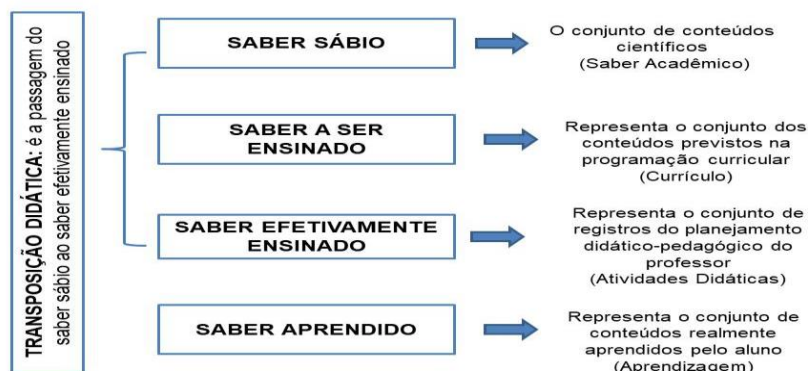 TRANSPOSIÇÃO DIDÁTICA: é a passagem do
saber sábio ao saber efetivamente ensinado
SABER SÁBIO
O conjunto de conteúdos
científicos
(Saber Acadêmico)
SABER A SER
ENSINADO
Representa o conjunto dos
conteúdos previstos na
programação curricular
(Currículo)
SABER EFETIVAMENTE
ENSINADO
Representa o conjunto de
registros do planejamento
didático-pedagógico do
professor
(Atividades Didáticas)
SABER APRENDIDO
Representa o conjunto de
conteúdos realmente
aprendidos pelo aluno
(Aprendizagem)